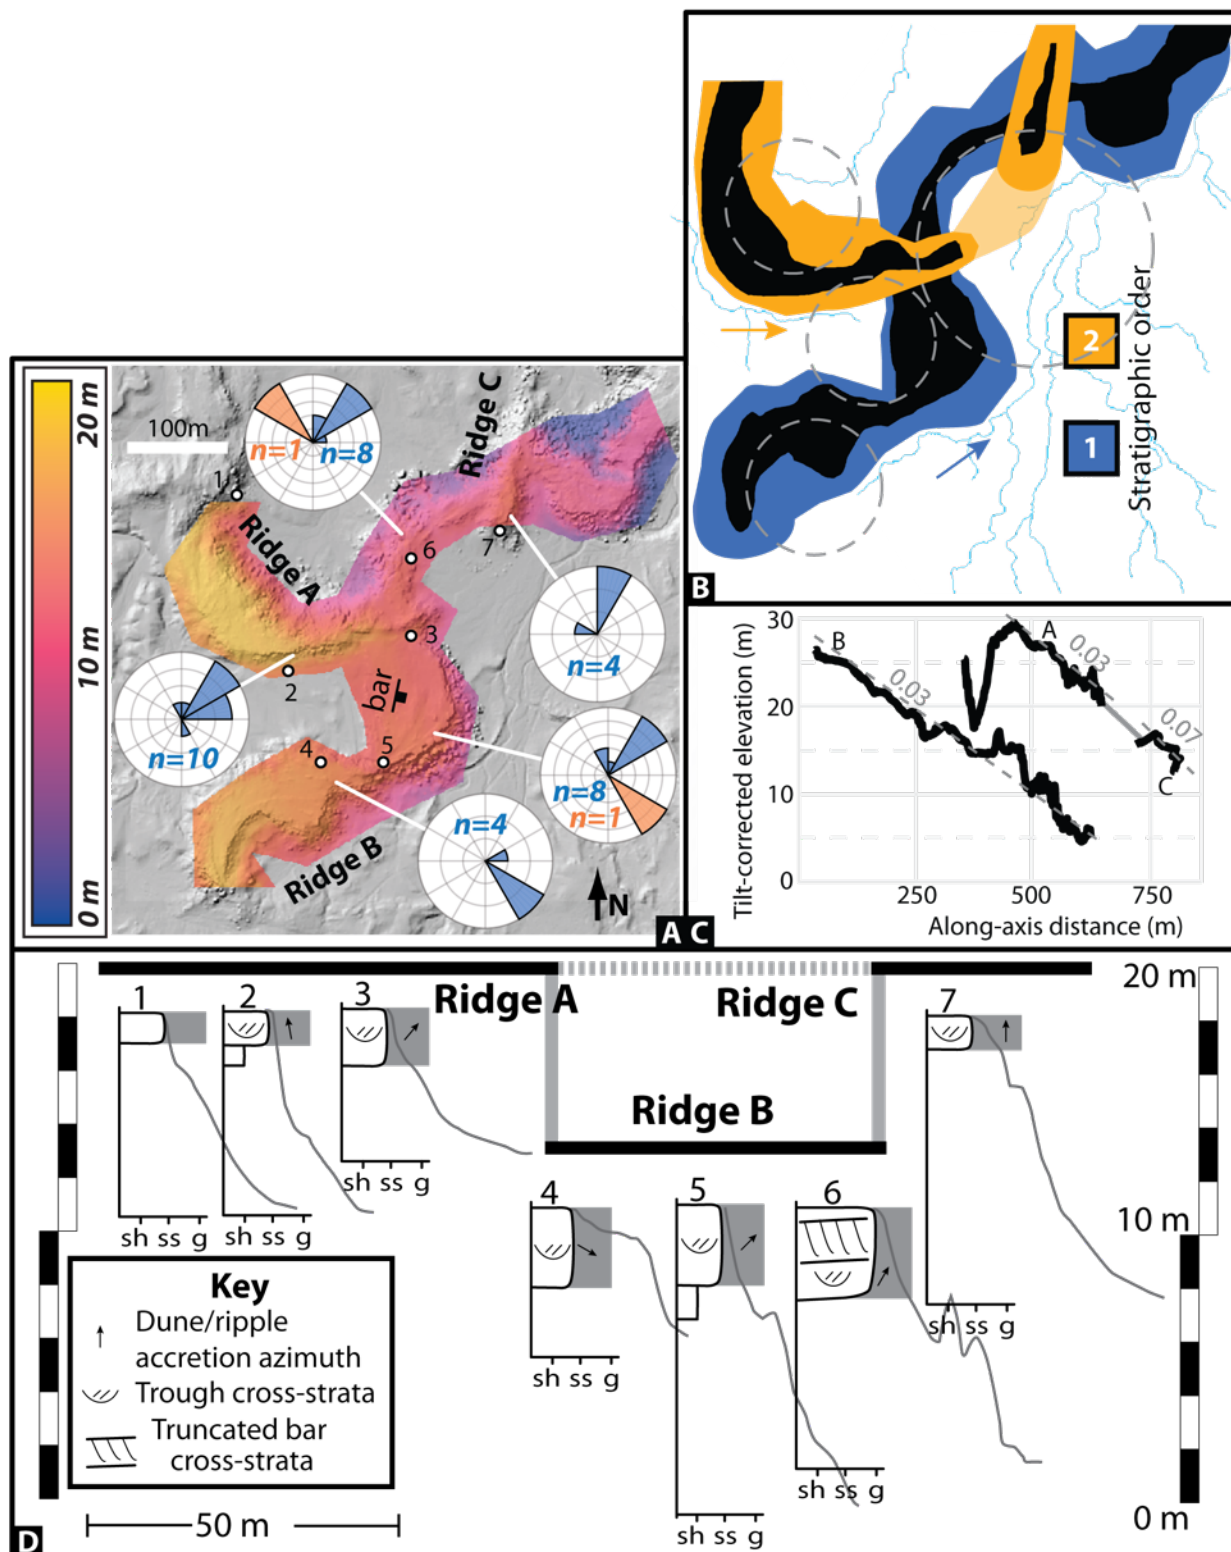 2
Stratigraphic order
1
B
20 m
10 m
0 m
100m
Ridge C
n=1
n=8
1
Ridge A
6
7
3
2
bar
n=4
n=10
4
5
n=8
n=1
n=4
Ridge B
N
A
C
30
20
10
0
Tilt-corrected elevation (m)
B
A
0.03
0.03
0.07
C
250
500
750
Along-axis distance (m)
Ridge A
Ridge C
Ridge B
20 m
10 m
0 m
1
2
3
7
sh ss g
sh ss g
sh ss g
4
5
6
sh ss g
sh ss g
sh ss g
sh ss g
Key
Dune/ripple
accretion azimuth
Trough cross-strata
Truncated bar
cross-strata
50 m
D